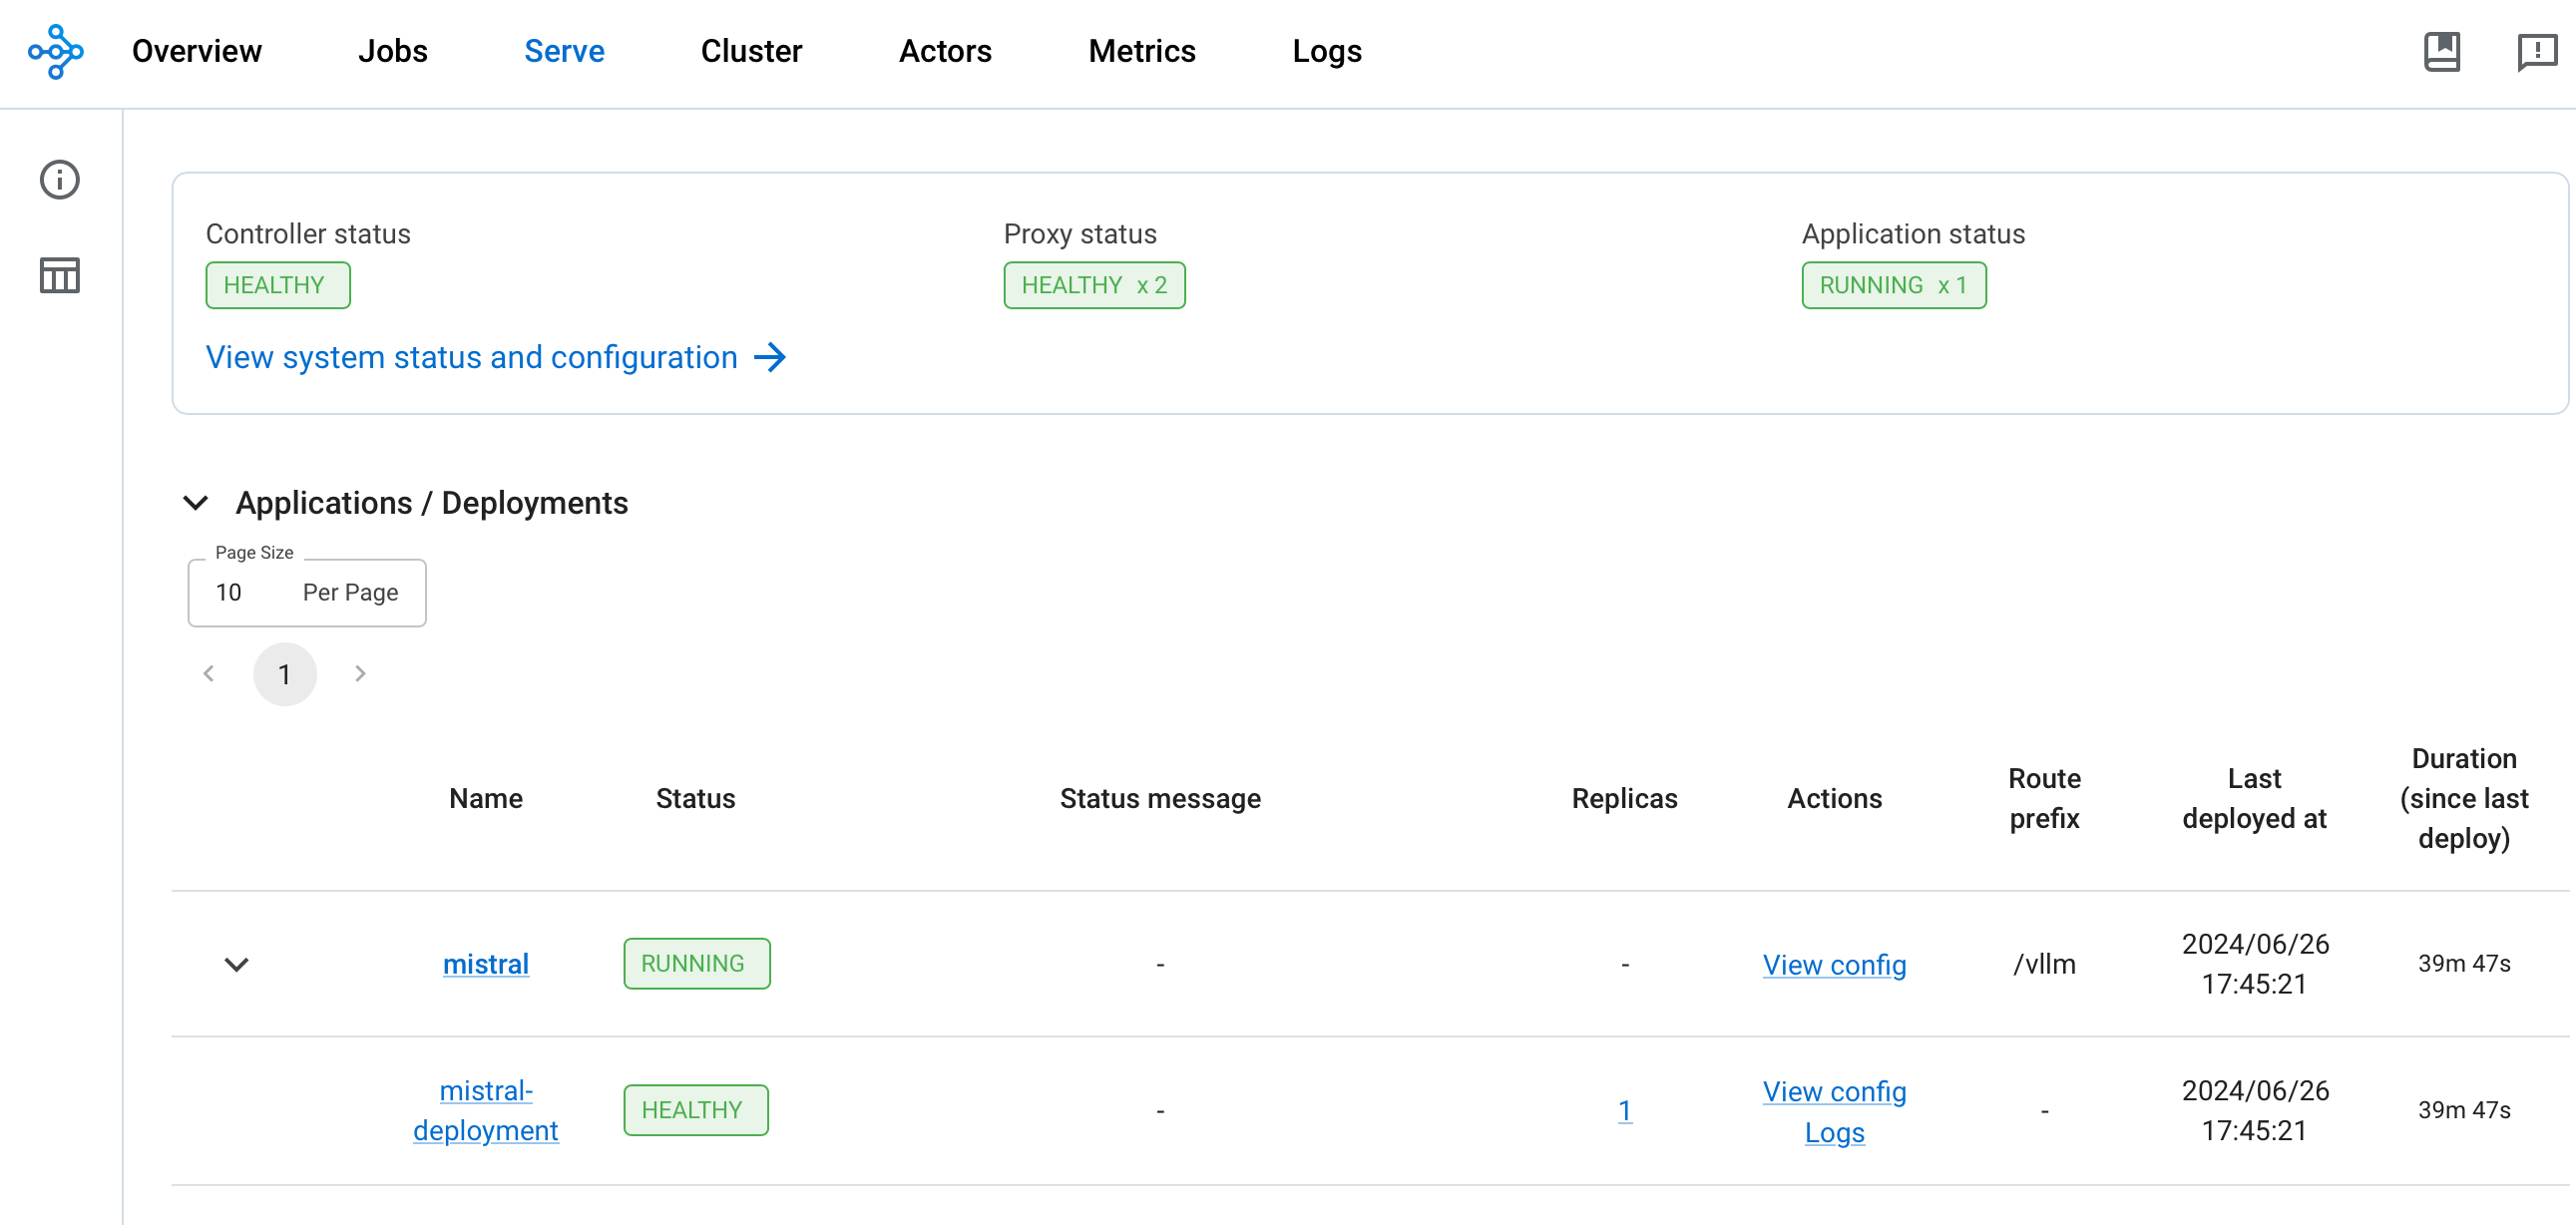 Overview Jobs Serve Cluster Actors Metrics Logs
Controller status Proxy status Application status
HEALTHY HEALTHY x 2 RUNNING x 1
View system status and configuration
Applications / Deployments
Page Size
10 Per Page
1
Name Status Status message Replicas Actions Route prefix Last deployed at Duration (since last deploy)
mistral RUNNING - - View config /vllm 2024/06/26 17:45:21 39m 47s
mistral-deployment HEALTHY - 1 View config Logs - 2024/06/26 17:45:21 39m 47s